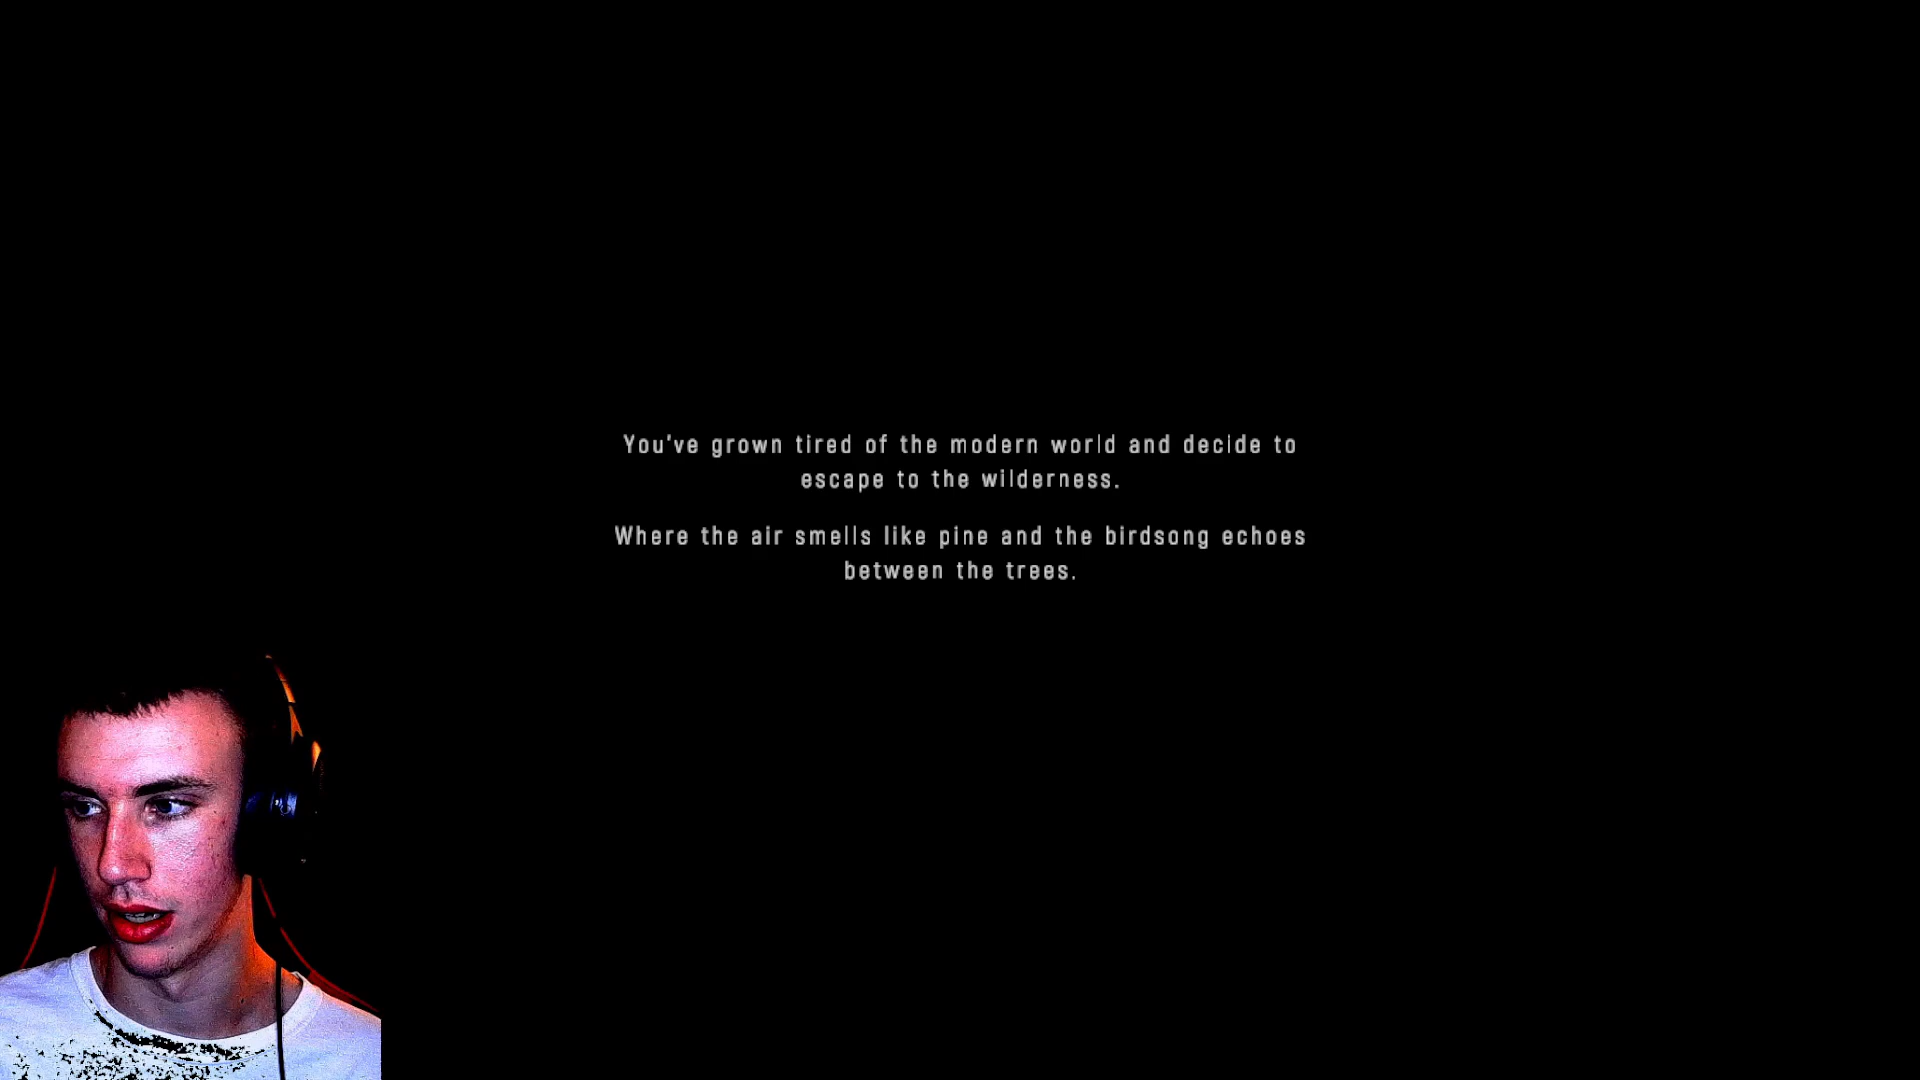 You've grown tired of the modern world and decide to
escape to the wilderness.
Where the air smells like pine and the birdsong echoes
between the trees.